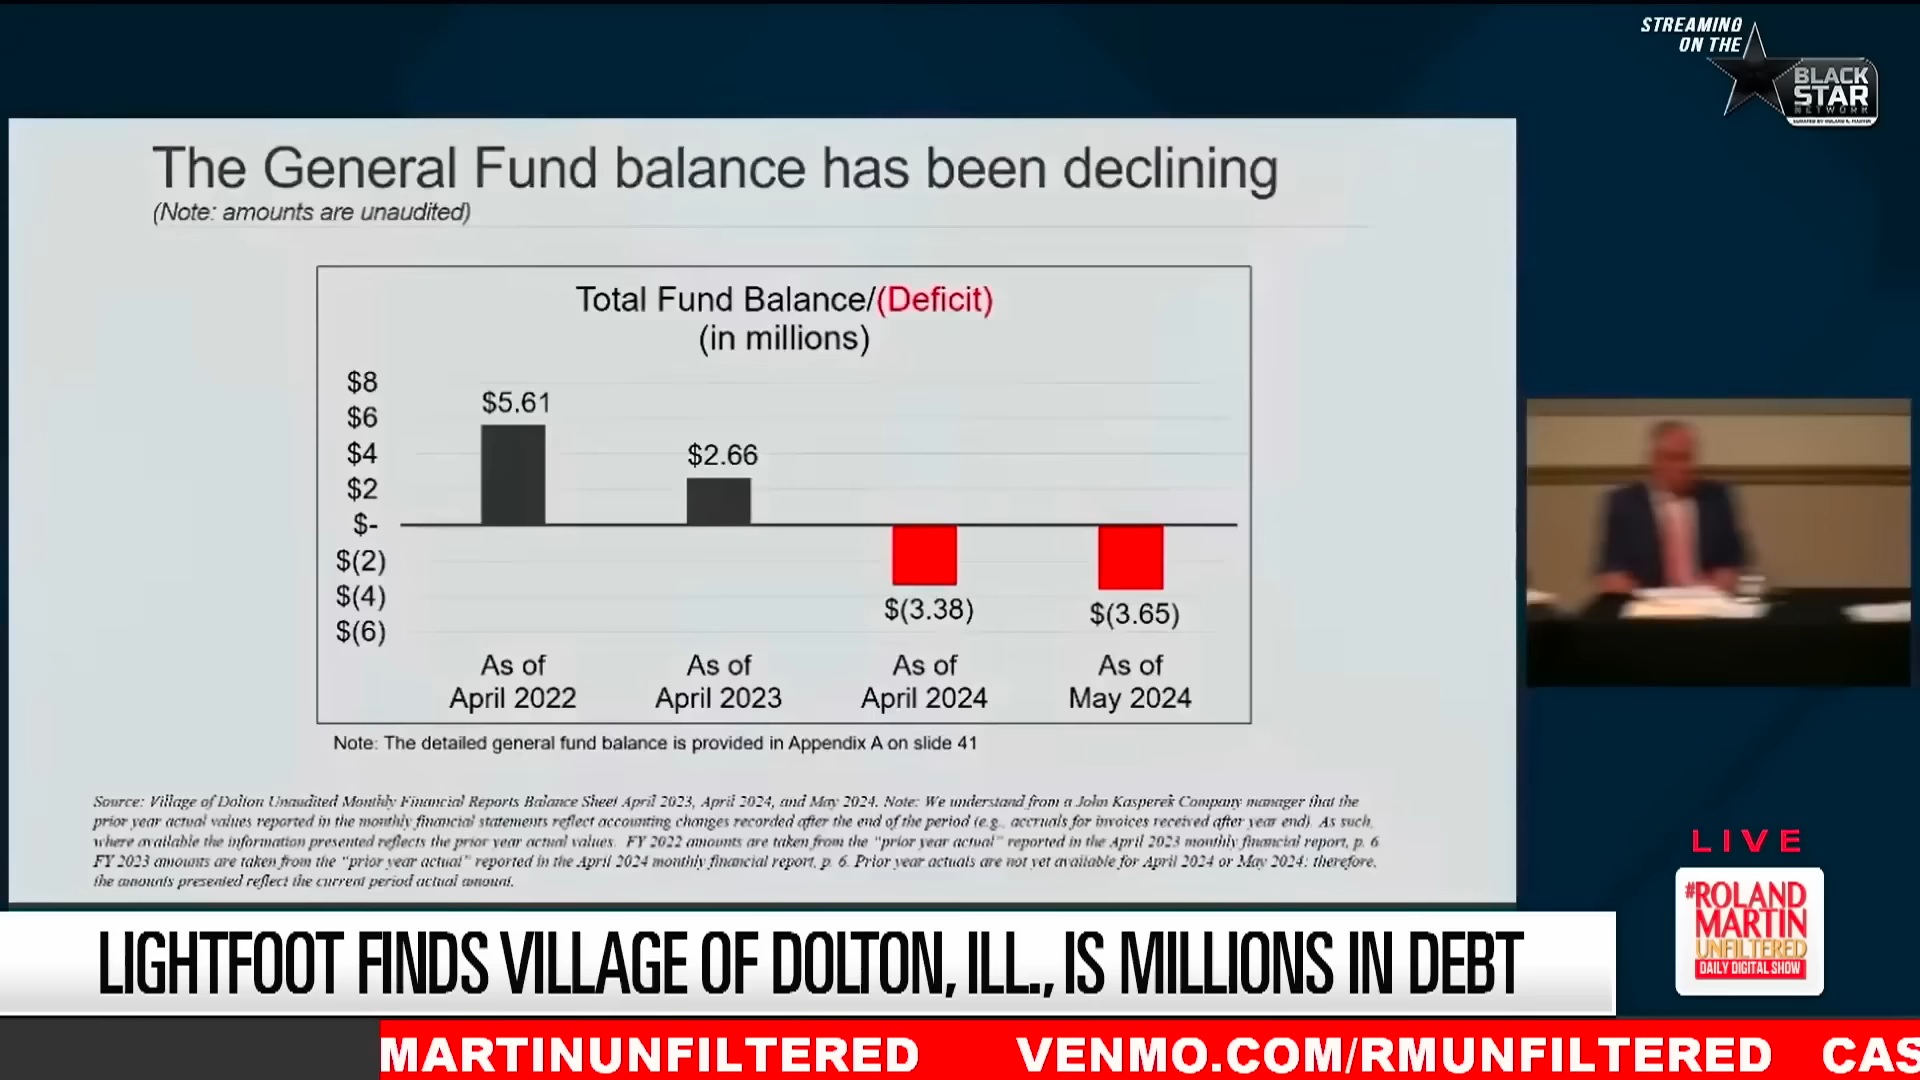 STREAMING
ON THE
BLACK
STAR
NETWORK
The General Fund balance has been declining
(Note: amounts are unaudited)
Total Fund Balance/(Deficit)
(in millions)
$8
$6
$4
$2
$-
$(2)
$(4)
$(6)
$5.61
$2.66
$(3.38)
$(3.65)
As of
April 2022
As of
April 2023
As of
April 2024
As of
May 2024
Note: The detailed general fund balance is provided in Appendix A on slide 41
Source: Village of Dolton Unaudited Monthly Financial Reports Balance Sheet April 2023, April 2024, and May 2024. Note: We understand from a John Kasperek Company manager that the
prior year actual values reported in the monthly financial statements reflect accounting changes recorded after the end of the period (e.g., accruals for invoices received after year end). As such,
where available the information presented reflects the prior year actual values. FY 2022 amounts are taken from the "prior year actual" reported in the April 2023 monthly financial report, p. 6
FY 2023 amounts are taken from the "prior year actual" reported in the April 2024 monthly financial report, p. 6. Prior year actuals are not yet available for April 2024 or May 2024; therefore,
the amounts presented reflect the current period actual amount.
LIVE
#ROLAND
MARTIN
UNFILTERED
DAILY DIGITAL SHOW
LIGHTFOOT FINDS VILLAGE OF DOLTON, ILL., IS MILLIONS IN DEBT
MARTINUNFILTERED VENMO.COM/RMUNFILTERED CAS